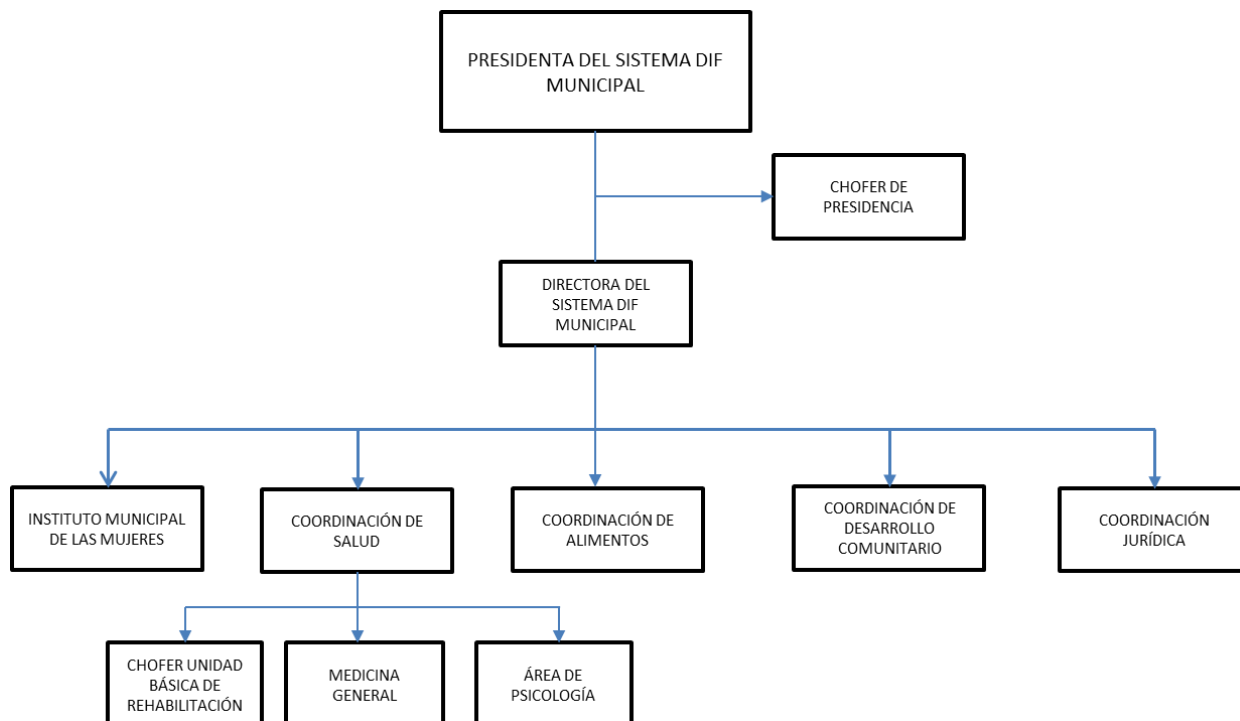 PRESIDENTA DEL SISTEMA DIF
MUNICIPAL
CHOFER DE
PRESIDENCIA
DIRECTORA DEL
SISTEMA DIF
MUNICIPAL
INSTITUTO MUNICIPAL
DE LAS MUJERES
COORDINACIÓN DE
SALUD
COORDINACIÓN DE
ALIMENTOS
COORDINACIÓN DE
DESARROLLO
COMUNITARIO
COORDINACIÓN
JURÍDICA
CHOFER UNIDAD
BÁSICA DE
REHABILITACIÓN
MEDICINA
GENERAL
ÁREA DE
PSICOLOGÍA